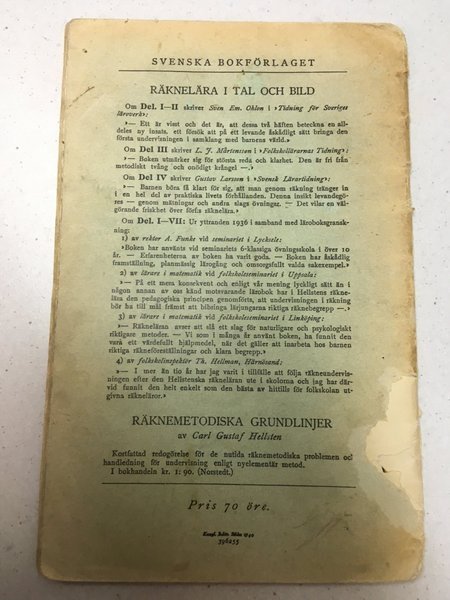 SVENSKA BOKFÖRLAGET
RÄKNELÄRA I TAL OCH BILD
Om Del. I—II skriver Sven Em. Ohlon i »Tidning för Sveriges
läroverk»:
»— Ett är visst och det är, att dessa två häften beteckna en all-
deles ny insats, ett försök att på ett levande åskådligt sätt bringa den
första undervisningen i samklang med barnens värld.»
Om Del III skriver L. J. Mårtensson i »Folkskollärarnas Tidning»:
»— Boken utmärker sig för största reda och klarhet. Den är fri från
metodiskt tvång och onödigt krångel —.»
Om Del IV skriver Gustav Larsson i »Svensk Lärartidning»:
»— Barnen böra få klart för sig, att man genom räkning tränger in
i en hel del av praktiska livets förhållanden. Denna insikt levandegö-
res — genom mätningar och andra slags övningar. — Det vilar en väl-
görande friskhet över förfs räknelära.»
Om Del. I—VII: Ur yttranden 1936 i samband med läroboksgransk-
ning:
1) av rektor A. Funke vid seminariet i Lycksele:
»Boken har använts vid seminariets 6-klassiga övningsskola i över 10
år. — Erfarenheterna av boken ha varit goda. — Boken har åskådlig
framställning, planmässig lärogång och omsorgsfullt valda sakexempel.»
2) av lärare i matematik vid folkskoleseminariet i Uppsala:
»— På ett mera konsekvent och enligt vår mening lyckligt sätt än i
någon annan av oss känd motsvarande lärobok har i Hellstens räkne-
lära den pedagogiska principen genomförts, att undervisningen i räkning
bör ha till mål främst att bibringa lärjungarna riktiga räknebegrepp —.»
3) av lärare i matematik vid folkskoleseminariet i Linköping:
»— Räkneläran avser att slå ett slag för naturligare och psykologiskt
riktigare metoder. — Vi som i många år använt boken, ha funnit den
vara ett värdefullt hjälpmedel, när det gäller att inarbeta hos barnen
riktiga räkneföreställningar och klara begrepp.»
4) av folkskolinspektör Th. Hellman, Härnösand:
»— I mer än tio år har jag varit i tillfälle att följa räkneundervis-
ningen efter den Hellstenska räkneläran ute i skolorna och jag har där-
vid funnit den helt enkelt som den bästa av hittills för folkskolan ut-
givna räkneläror.»
RÄKNEMETODISKA GRUNDLINJER
av Carl Gustaf Hellsten
Kortfattad redogörelse för de nutida räknemetodiska problemen och
handledning för undervisning enligt nyelementär metod.
I bokhandeln kr. 1: 90. (Norstedt.)
Pris 70 öre.
Kungl. Boktr. Sthlm 1940
396255